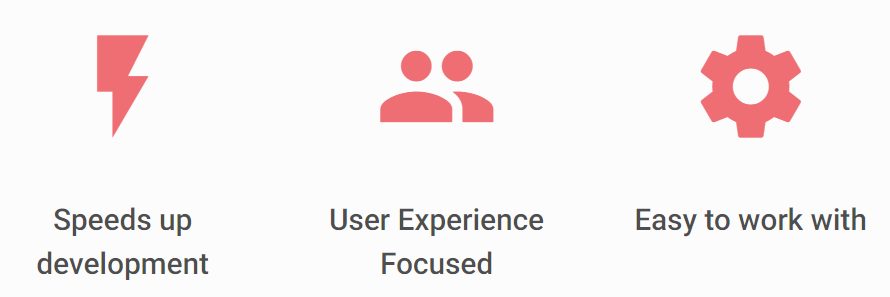 Speeds up
development
User Experience
Focused
Easy to work with